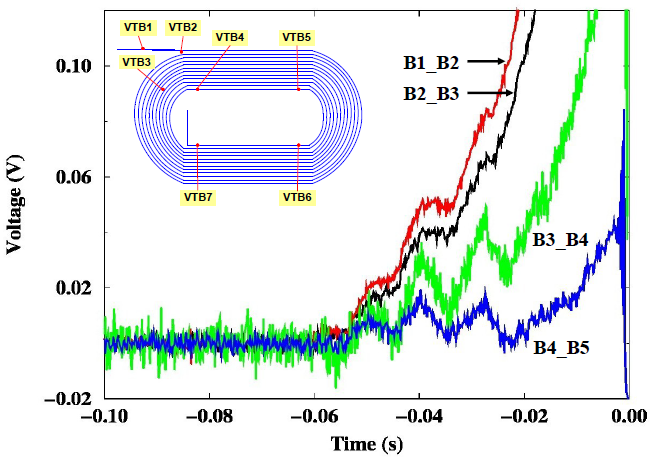 VTB1 VTB2
VTB4 VTB5
VTB3
VTB7 VTB6
B1_B2
B2_B3
B3_B4
B4_B5
Voltage (V)
0.10
0.06
0.02
-0.02
-0.10 -0.08 -0.06 -0.04 -0.02 0.00
Time (s)